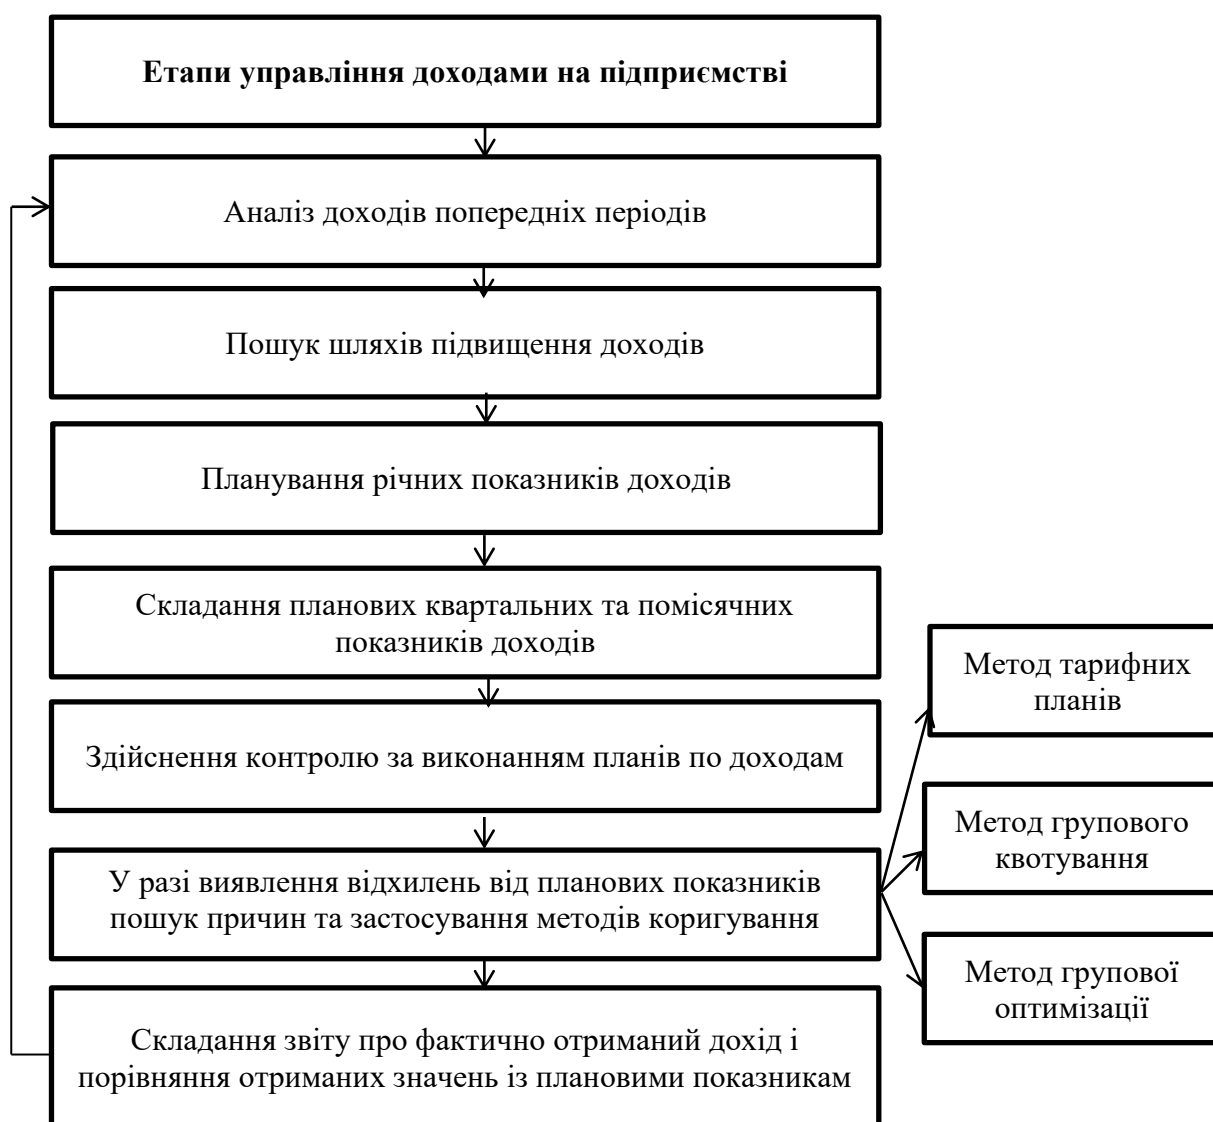 Етапи управління доходами на підприємстві
Аналіз доходів попередніх періодів
Пошук шляхів підвищення доходів
Планування річних показників доходів
Складання планових квартальних та помісячних
показників доходів
Здійснення контролю за виконанням планів по доходам
У разі виявлення відхилень від планових показників
пошук причин та застосування методів коригування
Складання звіту про фактично отриманий дохід і
порівняння отриманих значень із плановими показникам
Метод тарифних
планів
Метод групового
квотування
Метод групової
оптимізації